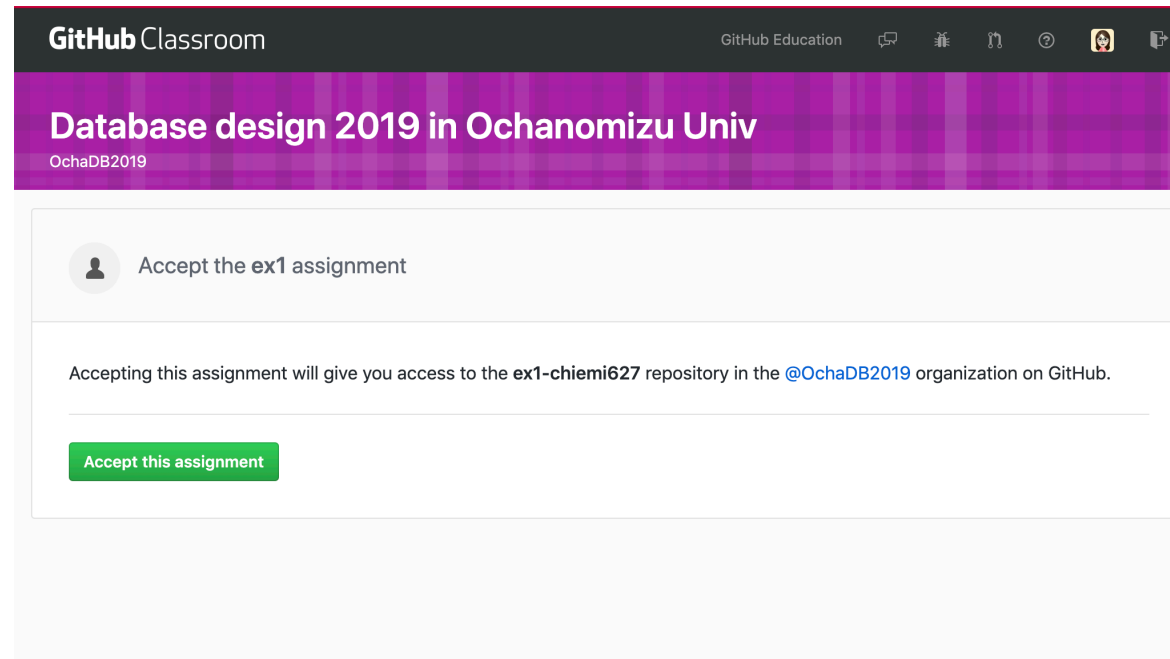 GitHub Classroom
GitHub Education
Database design 2019 in Ochanomizu Univ
OchaDB2019
Accept the ex1 assignment
Accepting this assignment will give you access to the ex1-chiemi627 repository in the @OchaDB2019 organization on GitHub.
Accept this assignment